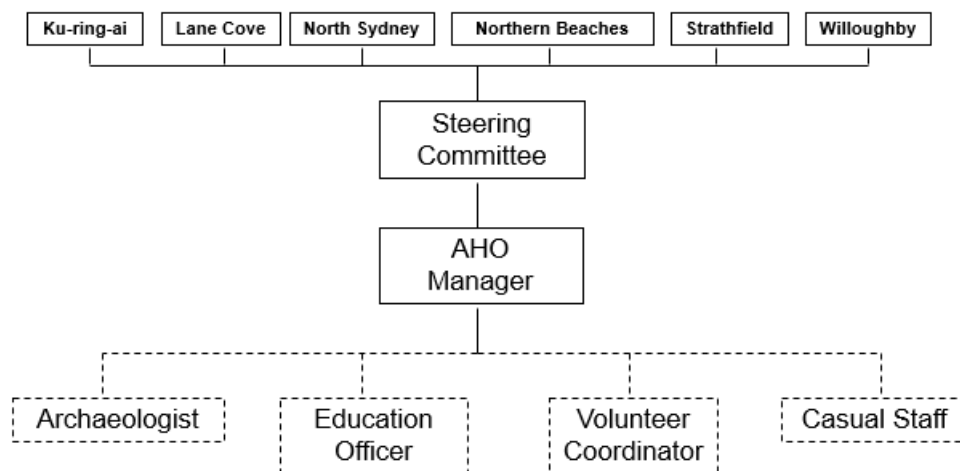 Ku-ring-ai
Lane Cove
North Sydney
Northern Beaches
Strathfield
Willoughby
Steering
Committee
AHO
Manager
Archaeologist
Education
Officer
Volunteer
Coordinator
Casual Staff